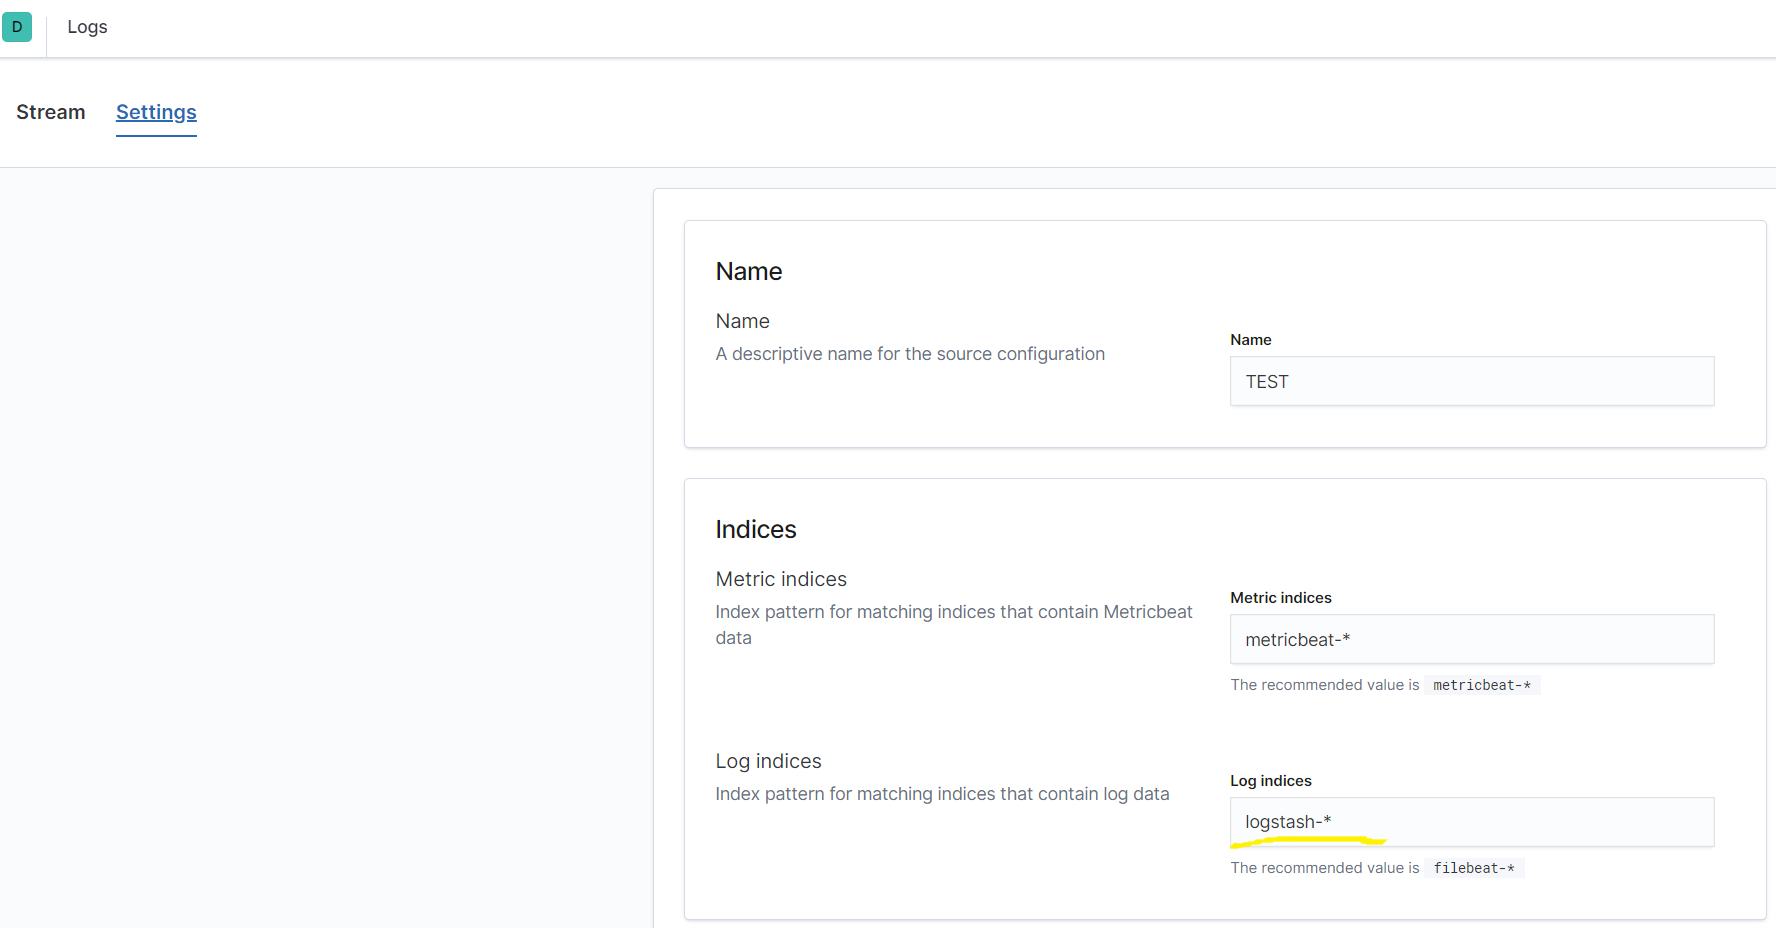 D Logs
Stream Settings
Name
Name
A descriptive name for the source configuration
Name
TEST
Indices
Metric indices
Index pattern for matching indices that contain Metricbeat
data
Metric indices
metricbeat-*
The recommended value is metricbeat-*
Log indices
Index pattern for matching indices that contain log data
Log indices
logstash-*
The recommended value is filebeat-*